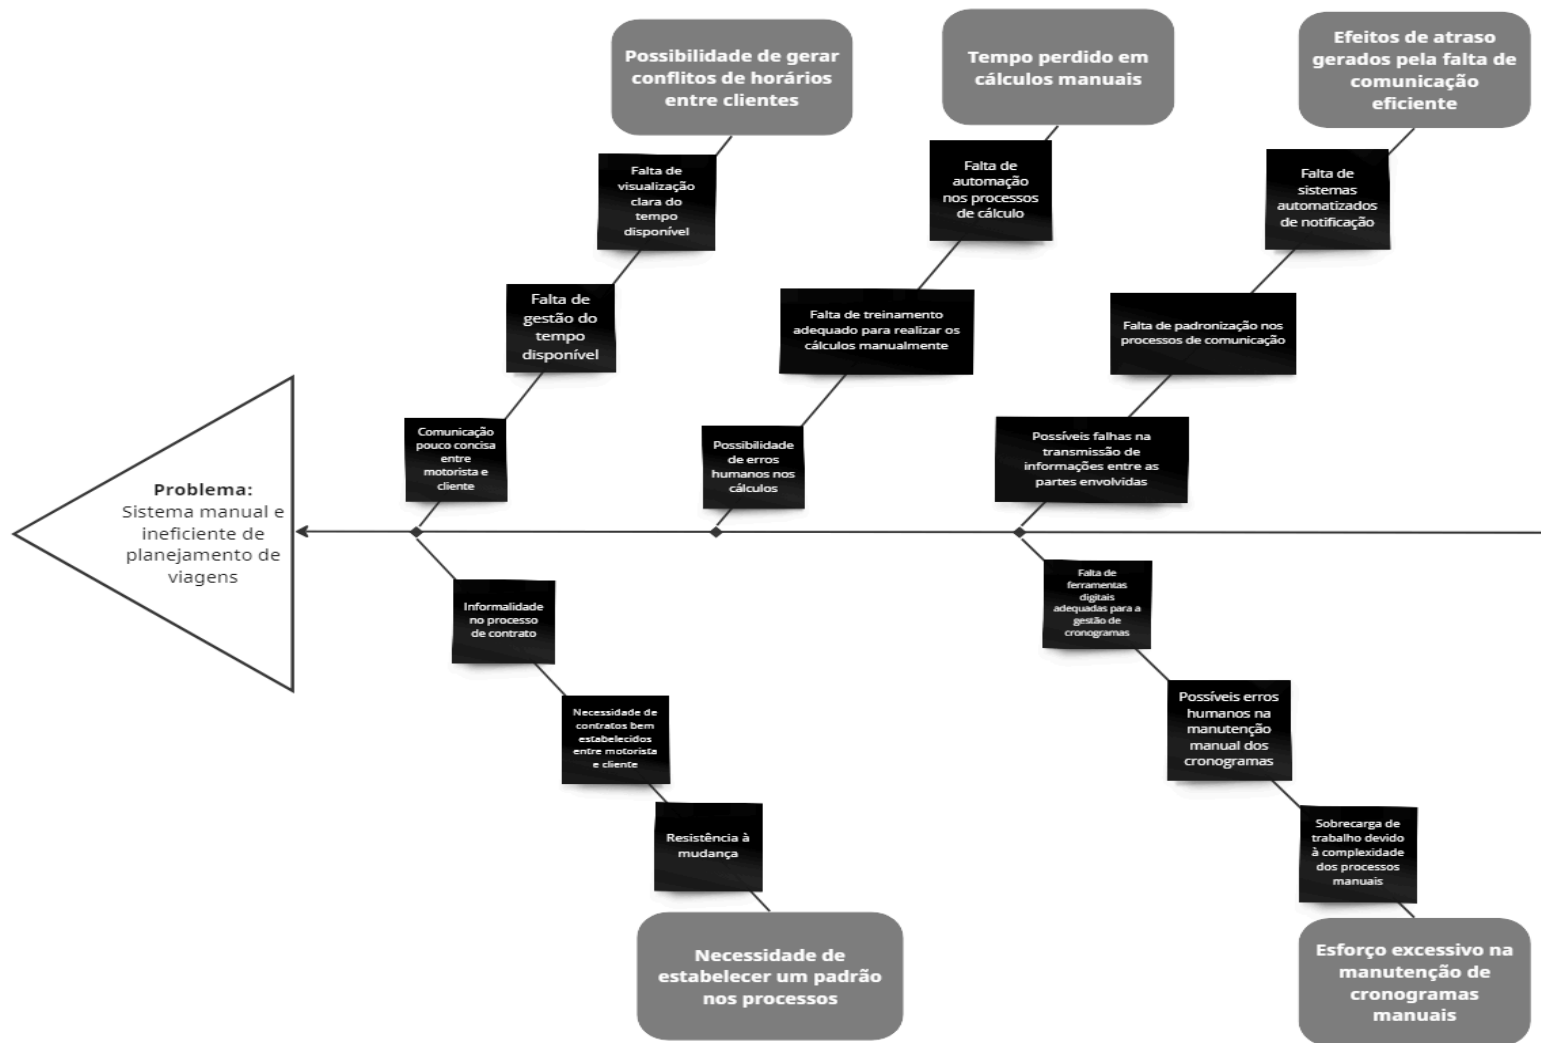 Possibilidade de gerar
conflitos de horários
entre clientes
Tempo perdido em
cálculos manuais
Efeitos de atraso
gerados pela falta de
comunicação
eficiente
Falta de
visualização
clara do
tempo
disponível
Falta de
automação
nos processos
de cálculo
Falta de
sistemas
automatizados
de notificação
Falta de
gestão do
tempo
disponível
Falta de treinamento
adequado para realizar os
cálculos manualmente
Falta de padronização nos
processos de comunicação
Comunicação
pouco concisa
entre
motorista e
cliente
Possibilidade
de erros
humanos nos
cálculos
Possíveis falhas na
transmissão de
informações entre as
partes envolvidas
Problema:
Sistema manual e
ineficiente de
planejamento de
viagens
Informalidade
no processo
de contrato
Falta de
ferramentas
digitais
adequadas para a
gestão de
cronogramas
Necessidade de
contratos bem
estabelecidos
entre motorista
e cliente
Possíveis erros
humanos na
manutenção
manual dos
cronogramas
Resistência à
mudança
Sobrecarga de
trabalho devido
à complexidade
dos processos
manuais
Necessidade de
estabelecer um padrão
nos processos
Esforço excessivo na
manutenção de
cronogramas
manuais